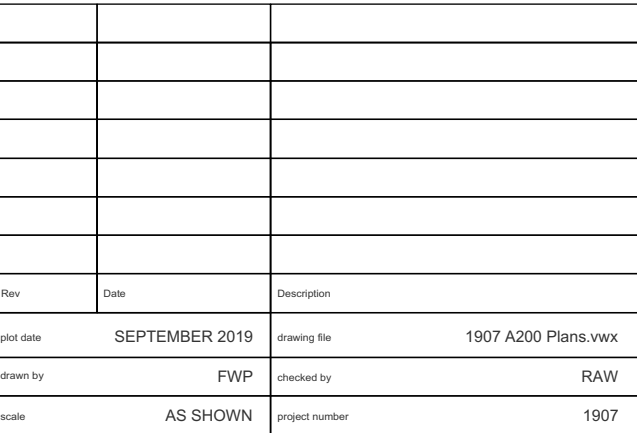 Rev Date Description
plot date SEPTEMBER 2019 drawing file 1907 A200 Plans.vwx
drawn by FWP checked by RAW
scale AS SHOWN project number 1907